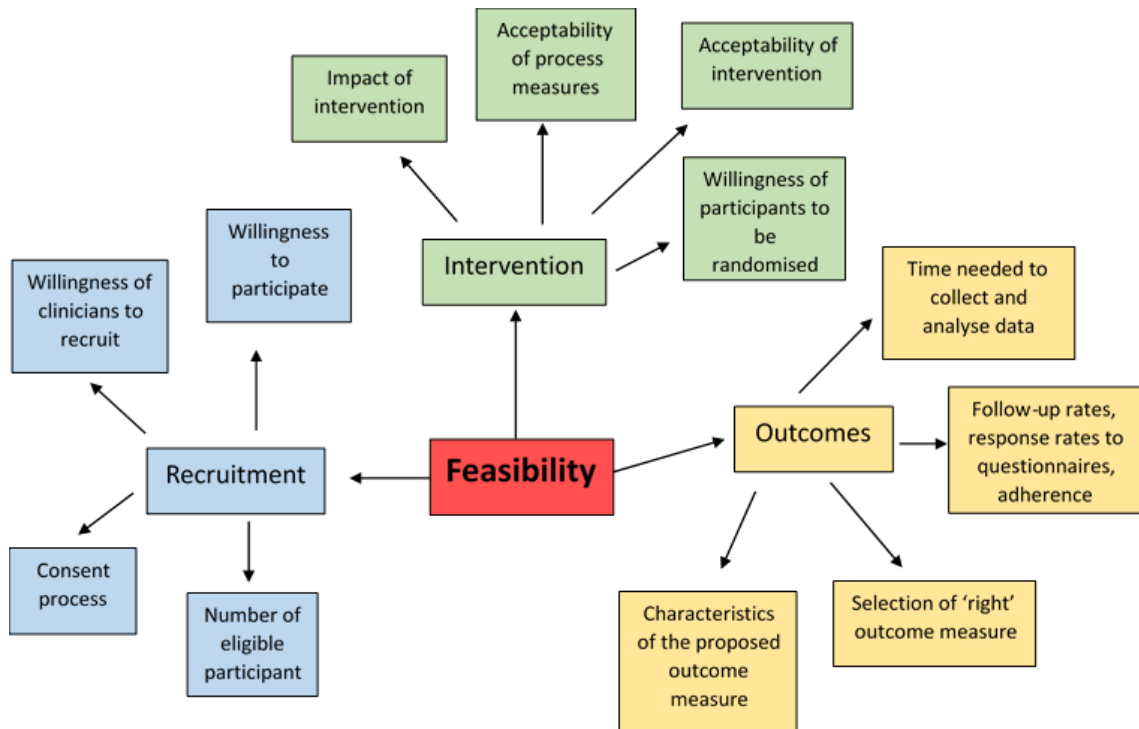 Acceptability
of process
measures
Acceptability of
intervention
Impact of
intervention
Willingness of
participants to
be
randomised
Intervention
Willingness
to
participate
Willingness of
clinicians to
recruit
Time needed to
collect and
analyse data
Follow-up rates,
response rates to
questionnaires,
adherence
Outcomes
Feasibility
Recruitment
Consent
process
Number of
eligible
participant
Characteristics
of the proposed
outcome
measure
Selection of ‘right’
outcome measure